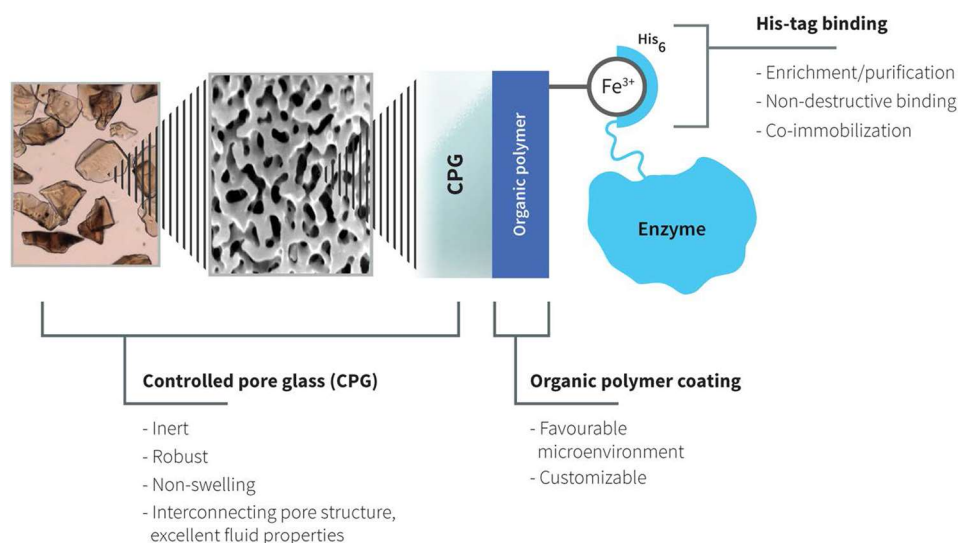 His-tag binding
- Enrichment/purification
- Non-destructive binding
- Co-immobilization
His6
Fe3+
CPG
Organic polymer
Enzyme
Controlled pore glass (CPG)
- Inert
- Robust
- Non-swelling
- Interconnecting pore structure,
excellent fluid properties
Organic polymer coating
- Favourable
microenvironment
- Customizable